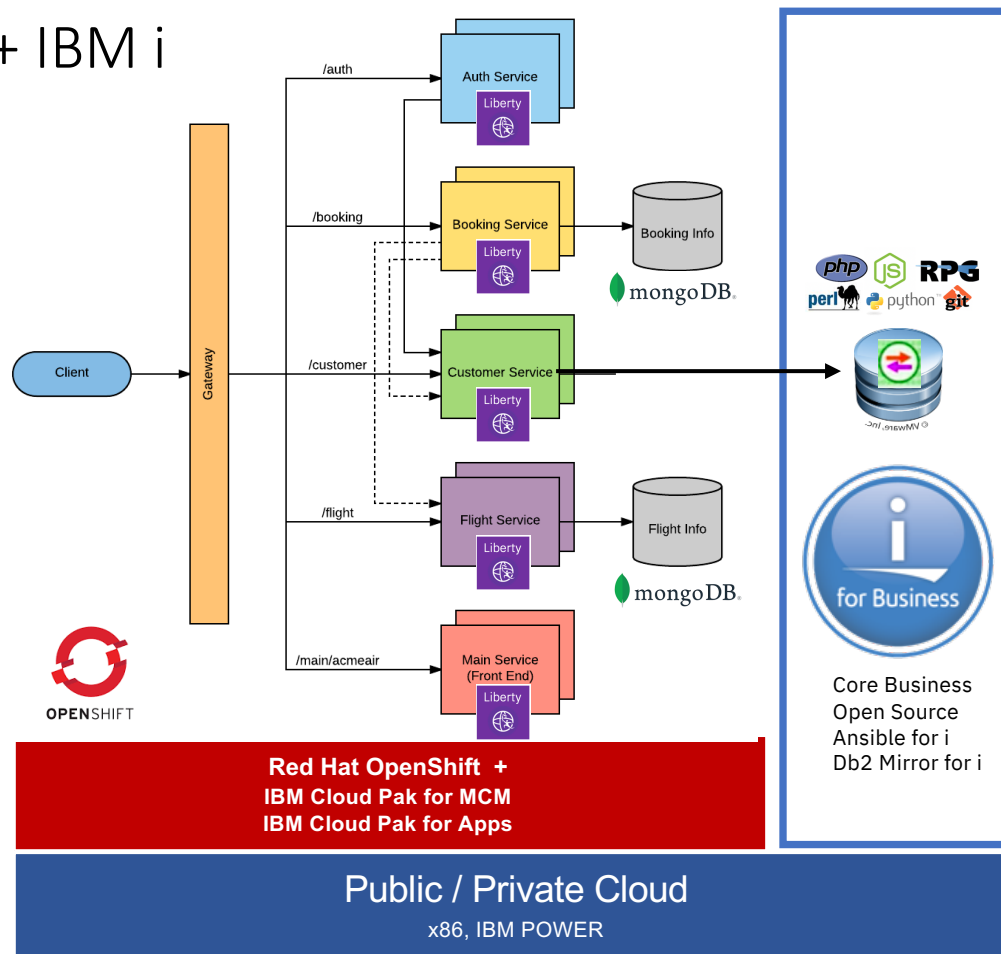 + IBM i
/auth
Auth Service
Liberty
/booking
Booking Service
Liberty
Booking Info
mongoDB.
php
JS
RPG
perl
python™
git
Client
Gateway
/customer
Customer Service
Liberty
© VMware, Inc.
/flight
Flight Service
Liberty
Flight Info
mongoDB.
i
for Business
/main/acmeair
Main Service
(Front End)
Liberty
OPENSHIFT
Core Business
Open Source
Ansible for i
Db2 Mirror for i
Red Hat OpenShift +
IBM Cloud Pak for MCM
IBM Cloud Pak for Apps
Public / Private Cloud
x86, IBM POWER